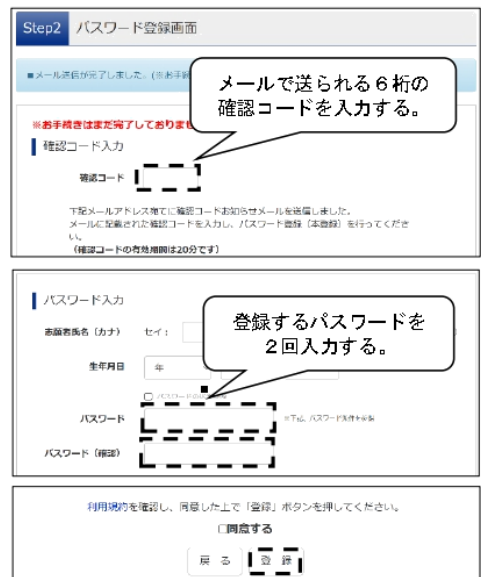 Step2 パスワード登録画面
■メール送信が完了しました。(※お手続
メールで送られる6桁の
確認コードを入力する。
※お手続きはまだ完了しておりませ
確認コード入力
確認コード
下記メールアドレス宛てに確認コードお知らせメールを送信しました。
メールに記載された確認コードを入力し、パスワード登録(本登録)を行ってくださ
い。
(確認コードの有効期間は20分です)
パスワード入力
登録するパスワードを
2回入力する。
志願者氏名(カナ) セイ:
生年月日 年
パスワード ※下記、パスワード条件を参照
パスワード(確認)
利用規約を確認し、同意した上で「登録」ボタンを押してください。
□同意する
戻る 登録